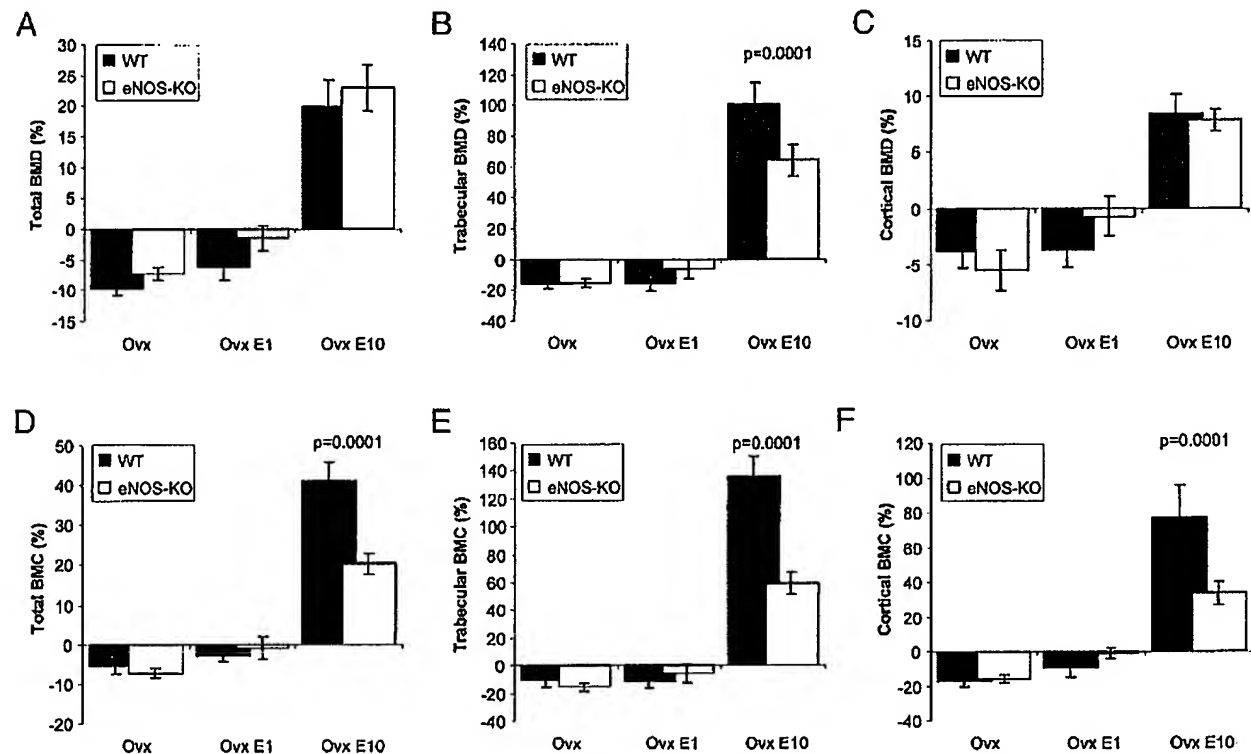 A
Total BMD (%)
30
25
20
15
10
5
0
-5
-10
-15
WT
eNOS-KO
Ovx
Ovx E1
Ovx E10
B
Trabecular BMD (%)
140
120
100
80
60
40
20
0
-20
-40
WT
eNOS-KO
p=0.0001
Ovx
Ovx E1
Ovx E10
C
Cortical BMD (%)
15
10
5
0
-5
-10
WT
eNOS-KO
Ovx
Ovx E1
Ovx E10
D
Total BMC (%)
50
40
30
20
10
0
-10
-20
WT
eNOS-KO
p=0.0001
Ovx
Ovx E1
Ovx E10
E
Trabecular BMC (%)
160
140
120
100
80
60
40
20
0
-20
-40
WT
eNOS-KO
p=0.0001
Ovx
Ovx E1
Ovx E10
F
Cortical BMC (%)
120
100
80
60
40
20
0
-20
-40
WT
eNOS-KO
p=0.0001
Ovx
Ovx E1
Ovx E10